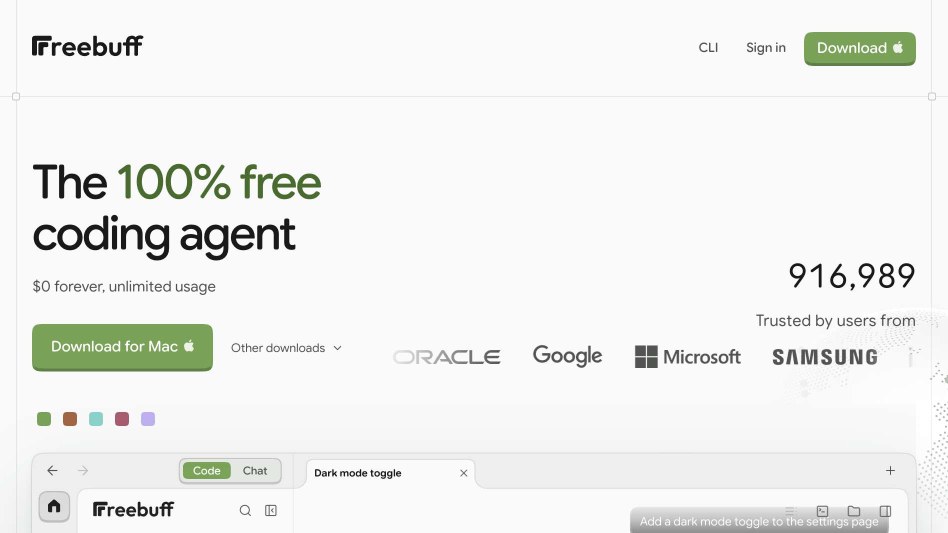 Freebuff
CLI
Sign in
Download
The 100% free
coding agent
$0 forever, unlimited usage
916,989
Trusted by users from
Download for Mac
Other downloads
ORACLE
Google
Microsoft
SAMSUNG
Code
Chat
Dark mode toggle
Freebuff
Add a dark mode toggle to the settings page